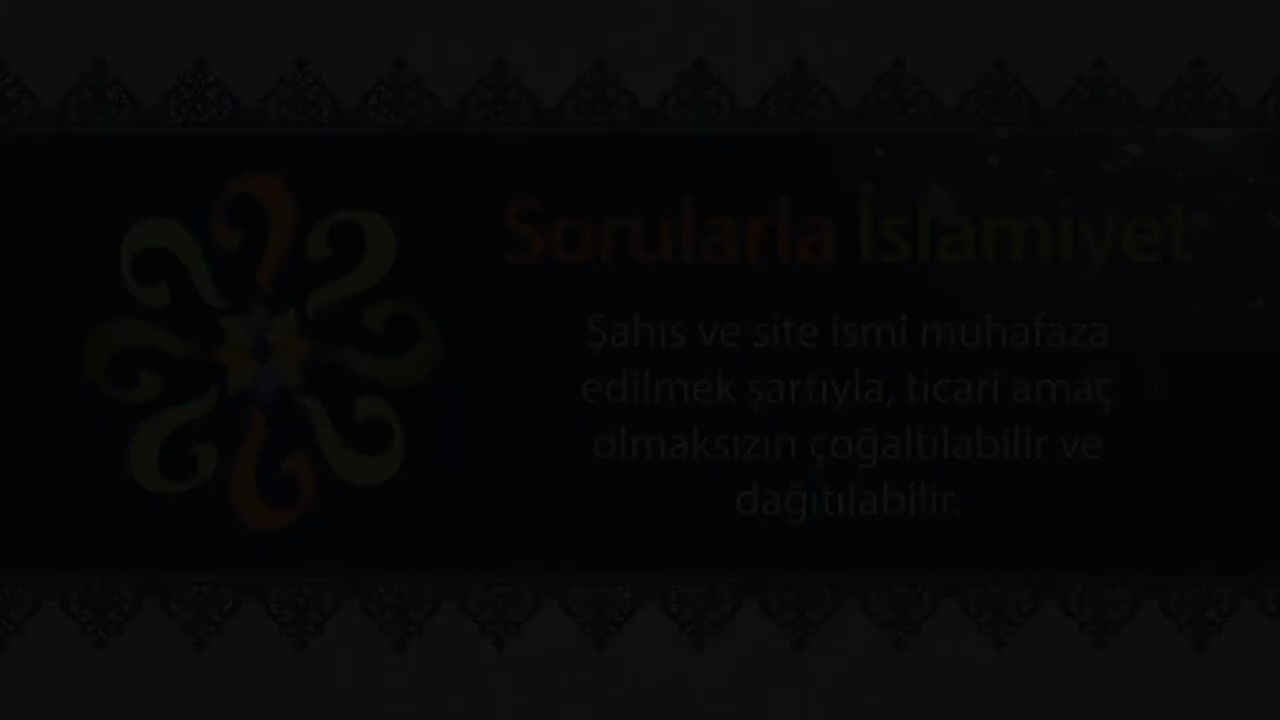 Sorularla İslamiyet
Şahıs ve site ismi muhafaza
edilmek şartıyla, ticari amaç
olmaksızın çoğaltılabilir ve
dağıtılabilir.